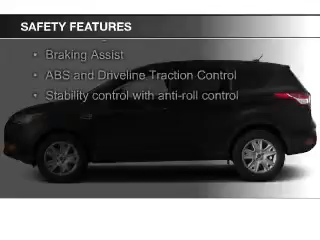 SAFETY FEATURES
• Braking Assist
• ABS and Driveline Traction Control
• Stability control with anti-roll control